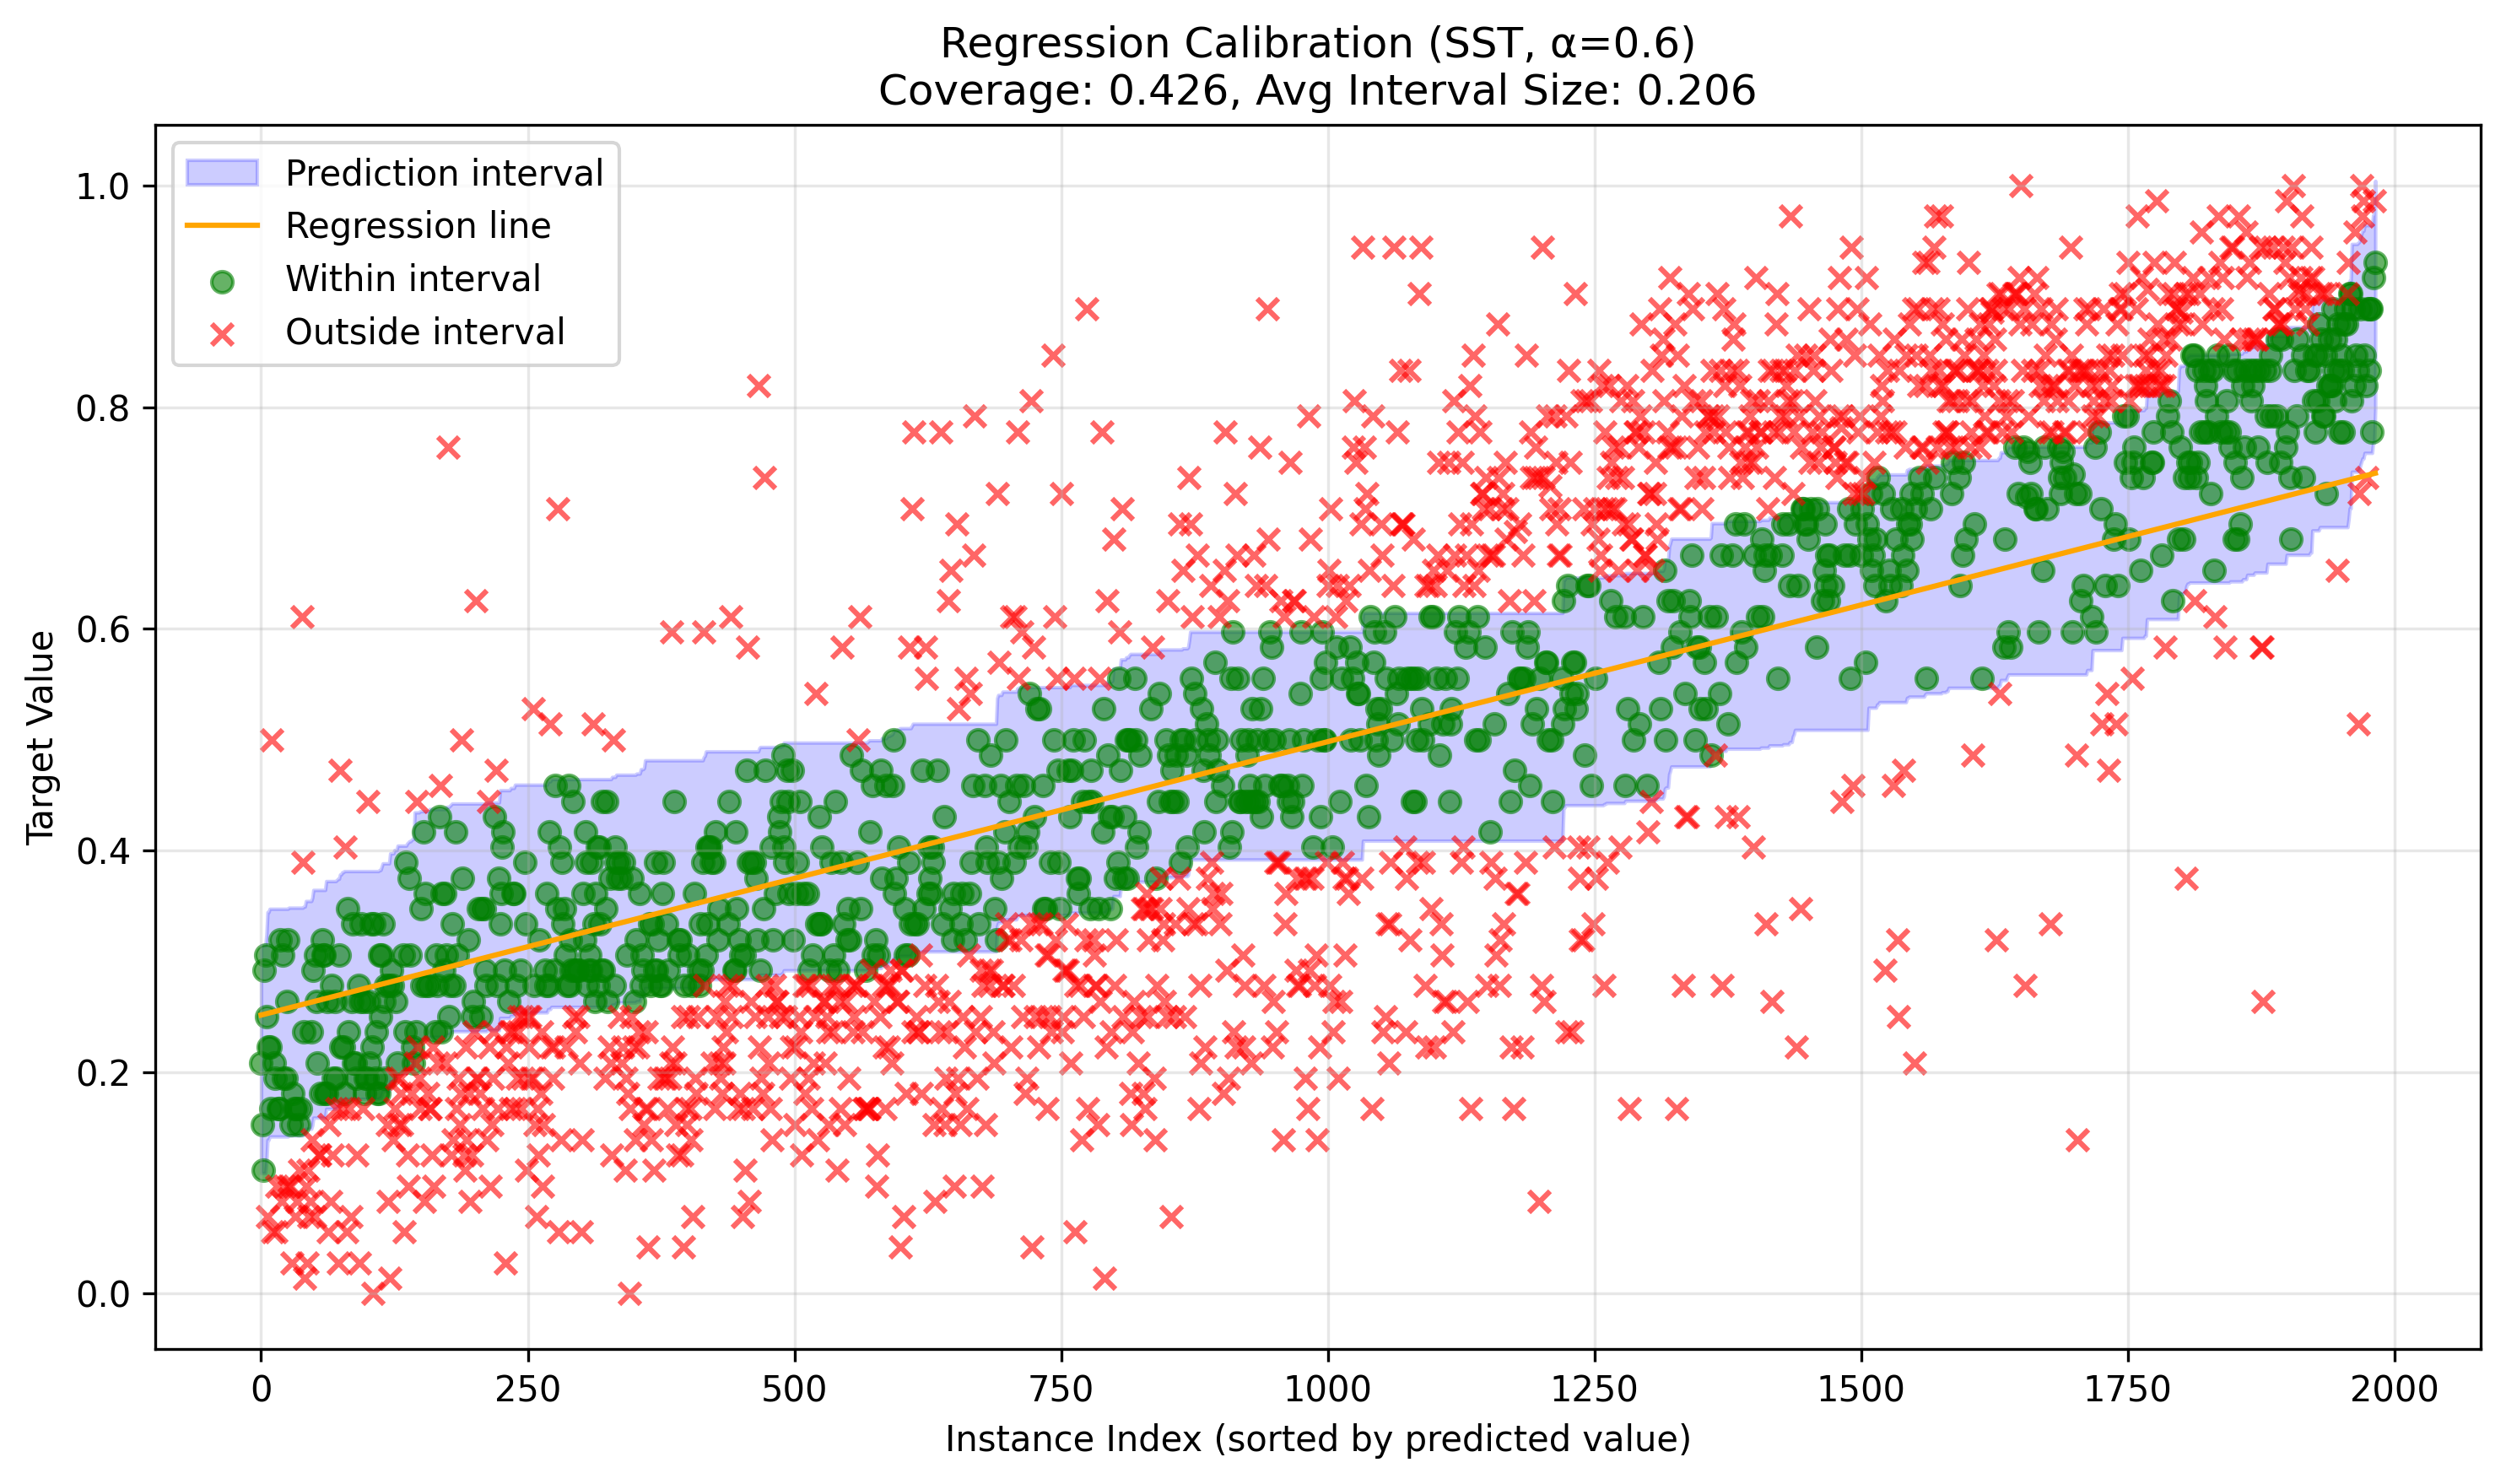 Regression Calibration (SST, α=0.6)
Coverage: 0.426, Avg Interval Size: 0.206
Prediction interval
Regression line
Within interval
Outside interval
Target Value
1.0
0.8
0.6
0.4
0.2
0.0
0 250 500 750 1000 1250 1500 1750 2000
Instance Index (sorted by predicted value)